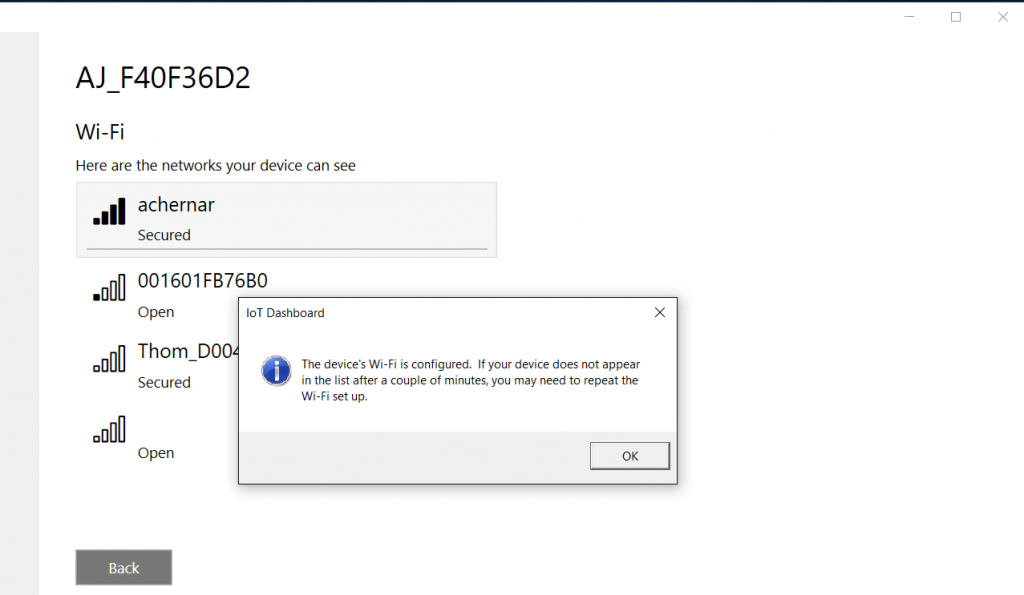 AJ_F40F36D2
Wi-Fi
Here are the networks your device can see
achernar
Secured
001601FB76B0
Open
Thom_D004
Secured
Open
IoT Dashboard
The device's Wi-Fi is configured.  If your device does not appear
in the list after a couple of minutes, you may need to repeat the
Wi-Fi set up.
OK
Back